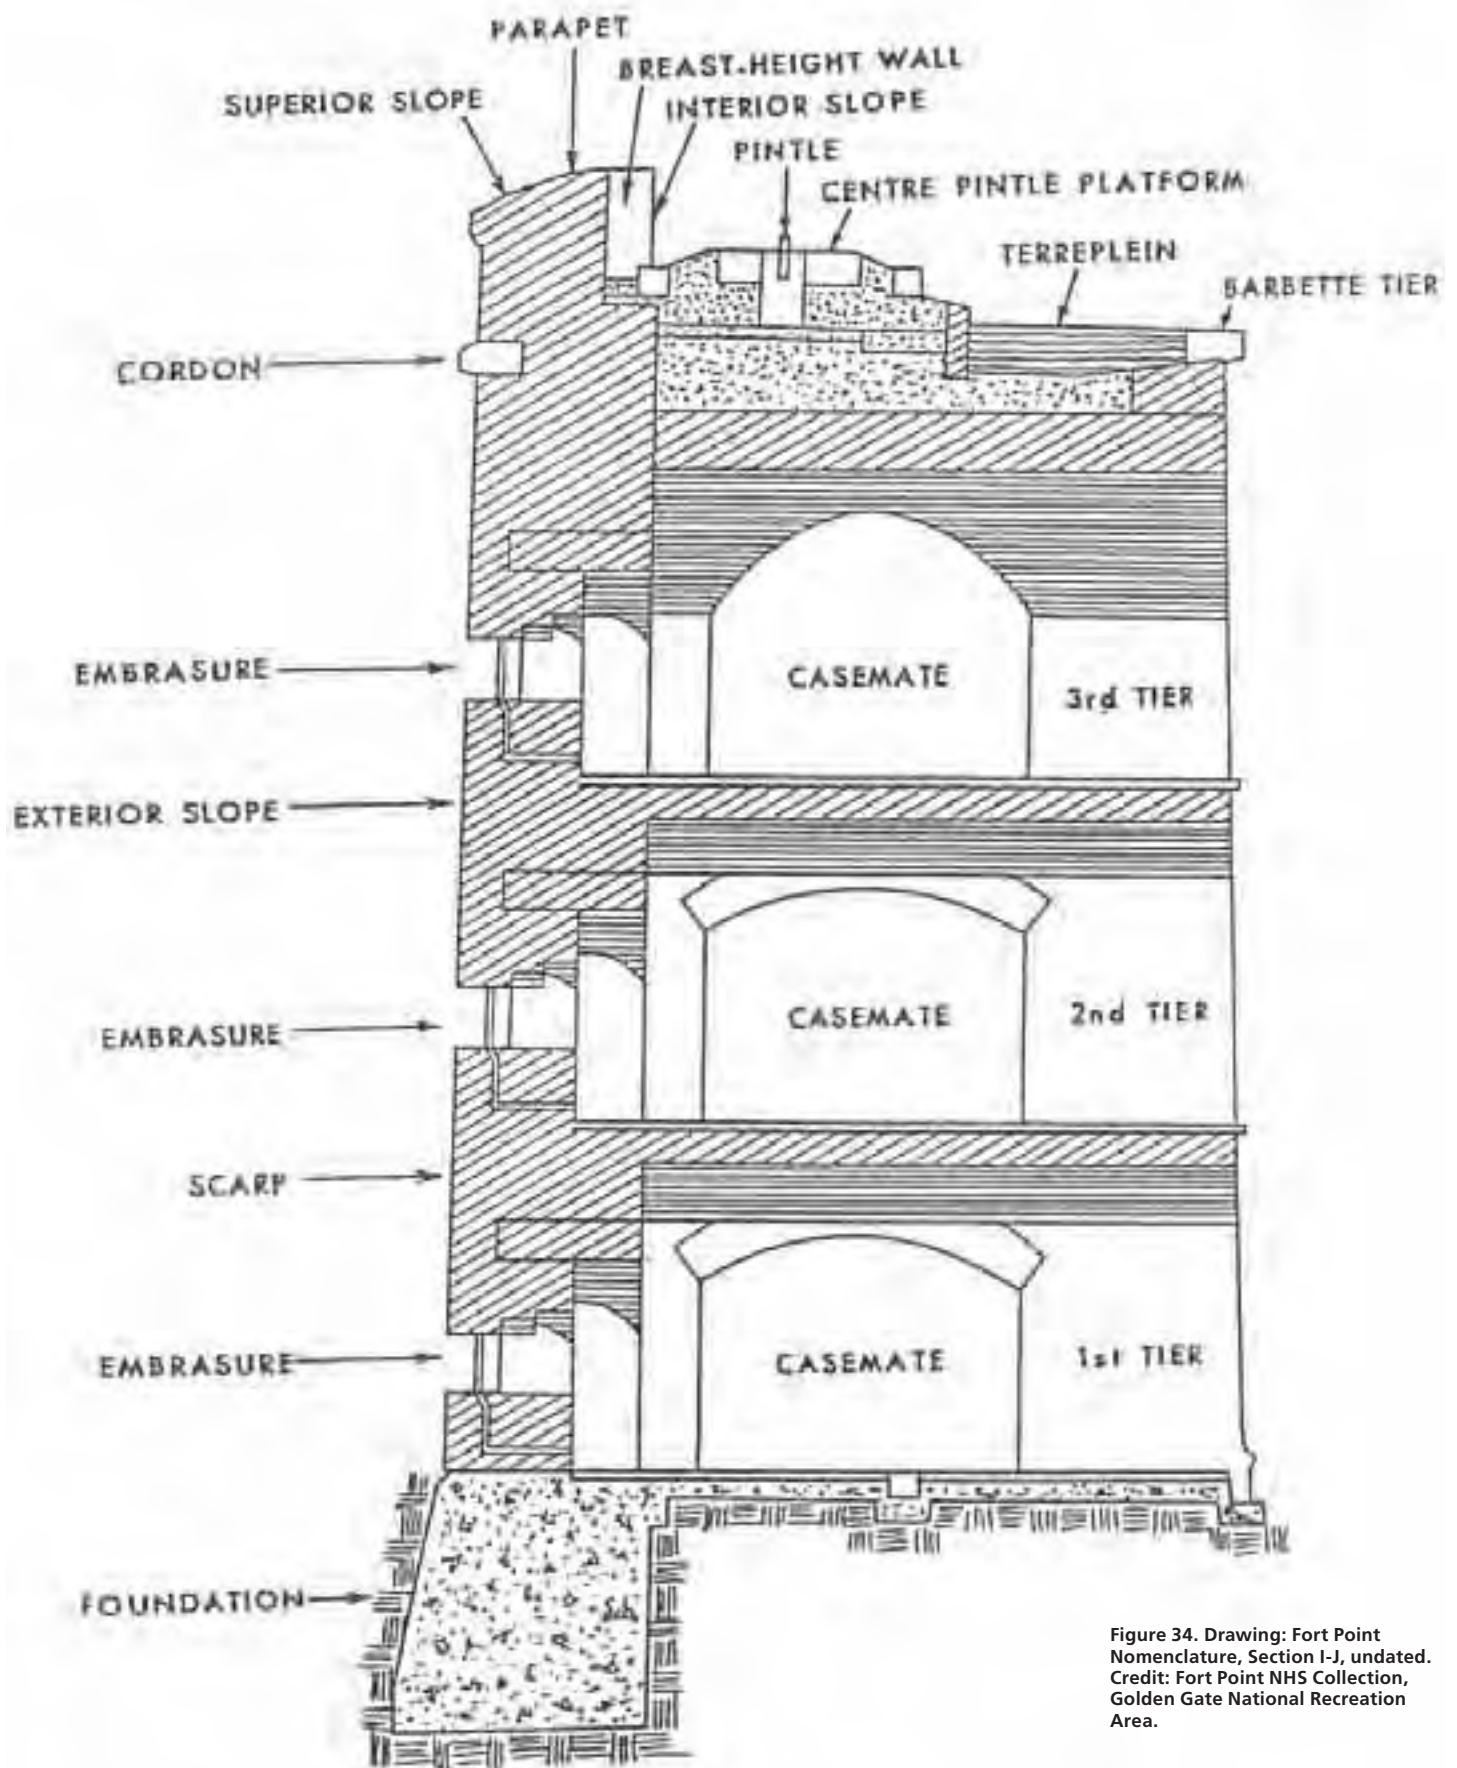 PARAPET
BREAST-HEIGHT WALL
SUPERIOR SLOPE
INTERIOR SLOPE
PINTLE
CENTRE PINTLE PLATFORM
TERREPLEIN
BARBETTE TIER
CORDON
EMBRASURE
CASEMATE
3rd TIER
EXTERIOR SLOPE
EMBRASURE
CASEMATE
2nd TIER
SCARP
EMBRASURE
CASEMATE
1st TIER
FOUNDATION
Figure 34. Drawing: Fort Point
Nomenclature, Section I-J, undated.
Credit: Fort Point NHS Collection,
Golden Gate National Recreation
Area.